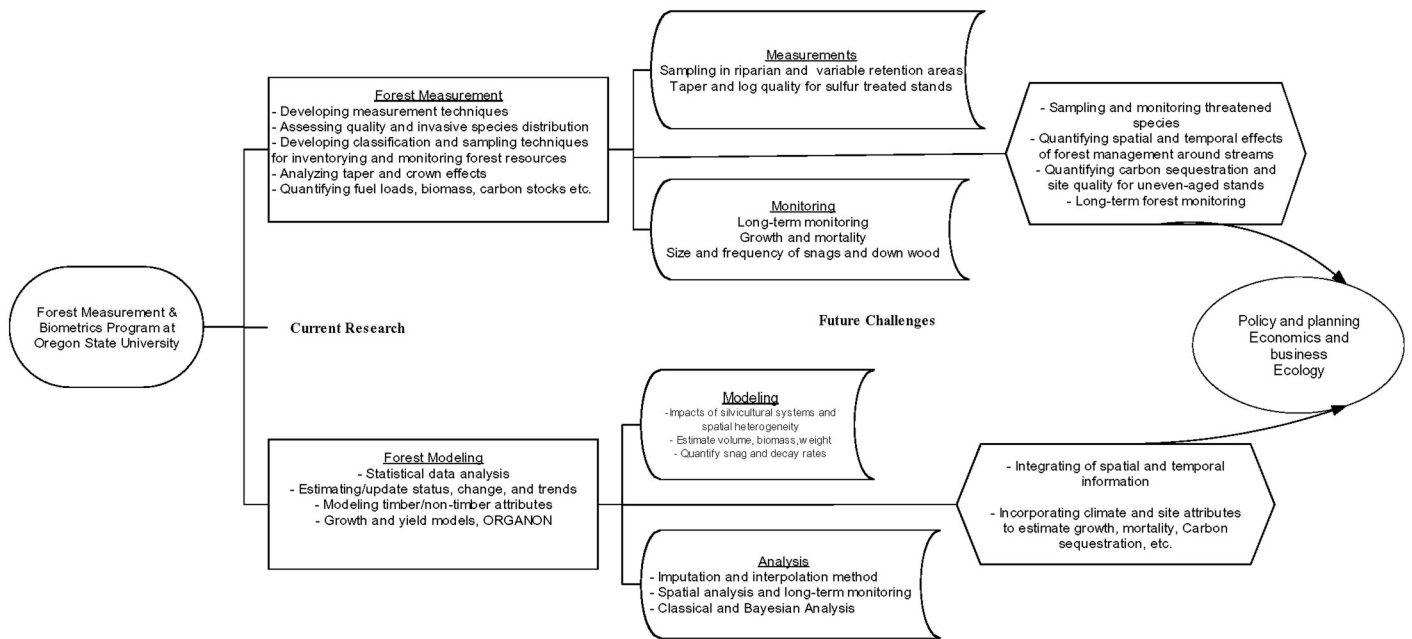 Forest Measurement &
Biometrics Program at
Oregon State University
Current Research
Future Challenges
Forest Measurement
- Developing measurement techniques
- Assessing quality and invasive species distribution
- Developing classification and sampling techniques
for inventorying and monitoring forest resources
- Analyzing taper and crown effects
- Quantifying fuel loads, biomass, carbon stocks etc.
Measurements
Sampling in riparian and variable retention areas
Taper and log quality for sulfur treated stands
Monitoring
Long-term monitoring
Growth and mortality
Size and frequency of snags and down wood
- Sampling and monitoring threatened
species
- Quantifying spatial and temporal effects
of forest management around streams
- Quantifying carbon sequestration and
site quality for uneven-aged stands
- Long-term forest monitoring
Forest Modeling
- Statistical data analysis
- Estimating/update status, change, and trends
- Modeling timber/non-timber attributes
- Growth and yield models, ORGANON
Modeling
-Impacts of silvicultural systems and
spatial heterogeneity
- Estimate volume, biomass,weight
- Quantify snag and decay rates
Analysis
- Imputation and interpolation method
- Spatial analysis and long-term monitoring
- Classical and Bayesian Analysis
- Integrating of spatial and temporal
information
- Incorporating climate and site attributes
to estimate growth, mortality, Carbon
sequestration, etc.
Policy and planning
Economics and
business
Ecology